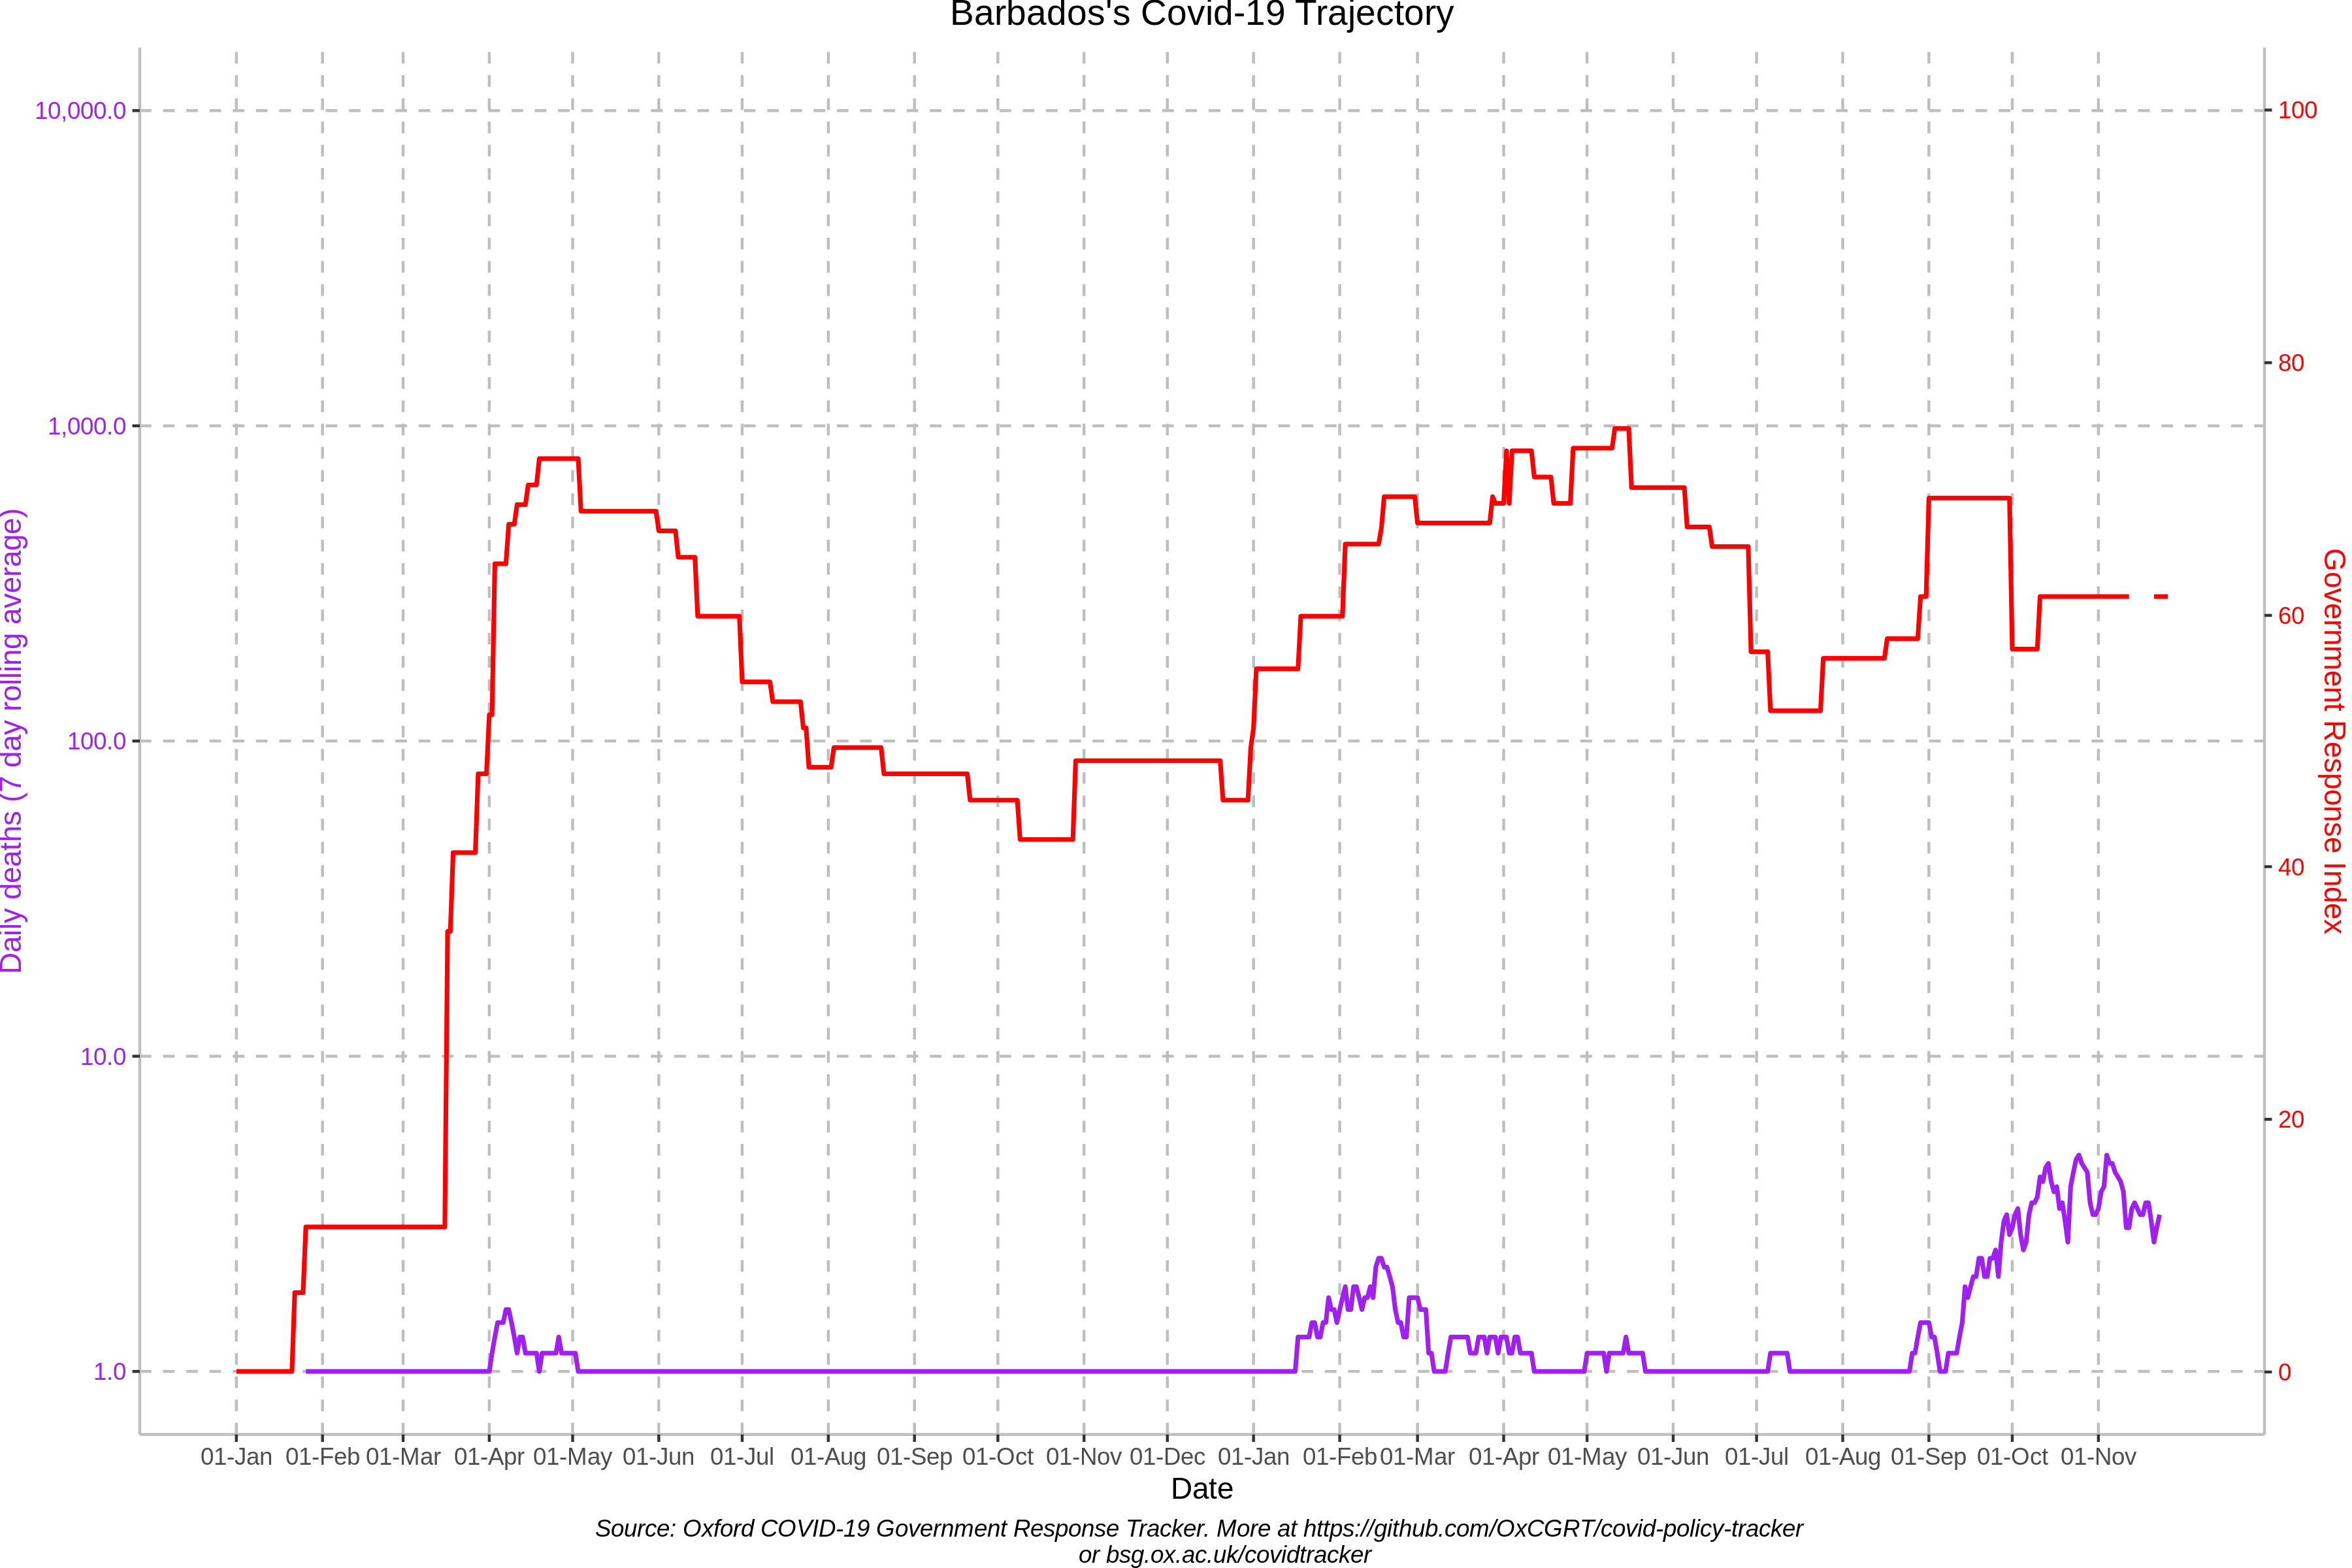 Barbados's Covid-19 Trajectory
10,000.0
1,000.0
100.0
10.0
1.0
Daily deaths (7 day rolling average)
100
80
60
40
20
0
Government Response Index
01-Jan 01-Feb 01-Mar 01-Apr 01-May 01-Jun 01-Jul 01-Aug 01-Sep 01-Oct 01-Nov 01-Dec 01-Jan 01-Feb 01-Mar 01-Apr 01-May 01-Jun 01-Jul 01-Aug 01-Sep 01-Oct 01-Nov
Date
Source: Oxford COVID-19 Government Response Tracker. More at https://github.com/OxCGRT/covid-policy-tracker
or bsg.ox.ac.uk/covidtracker